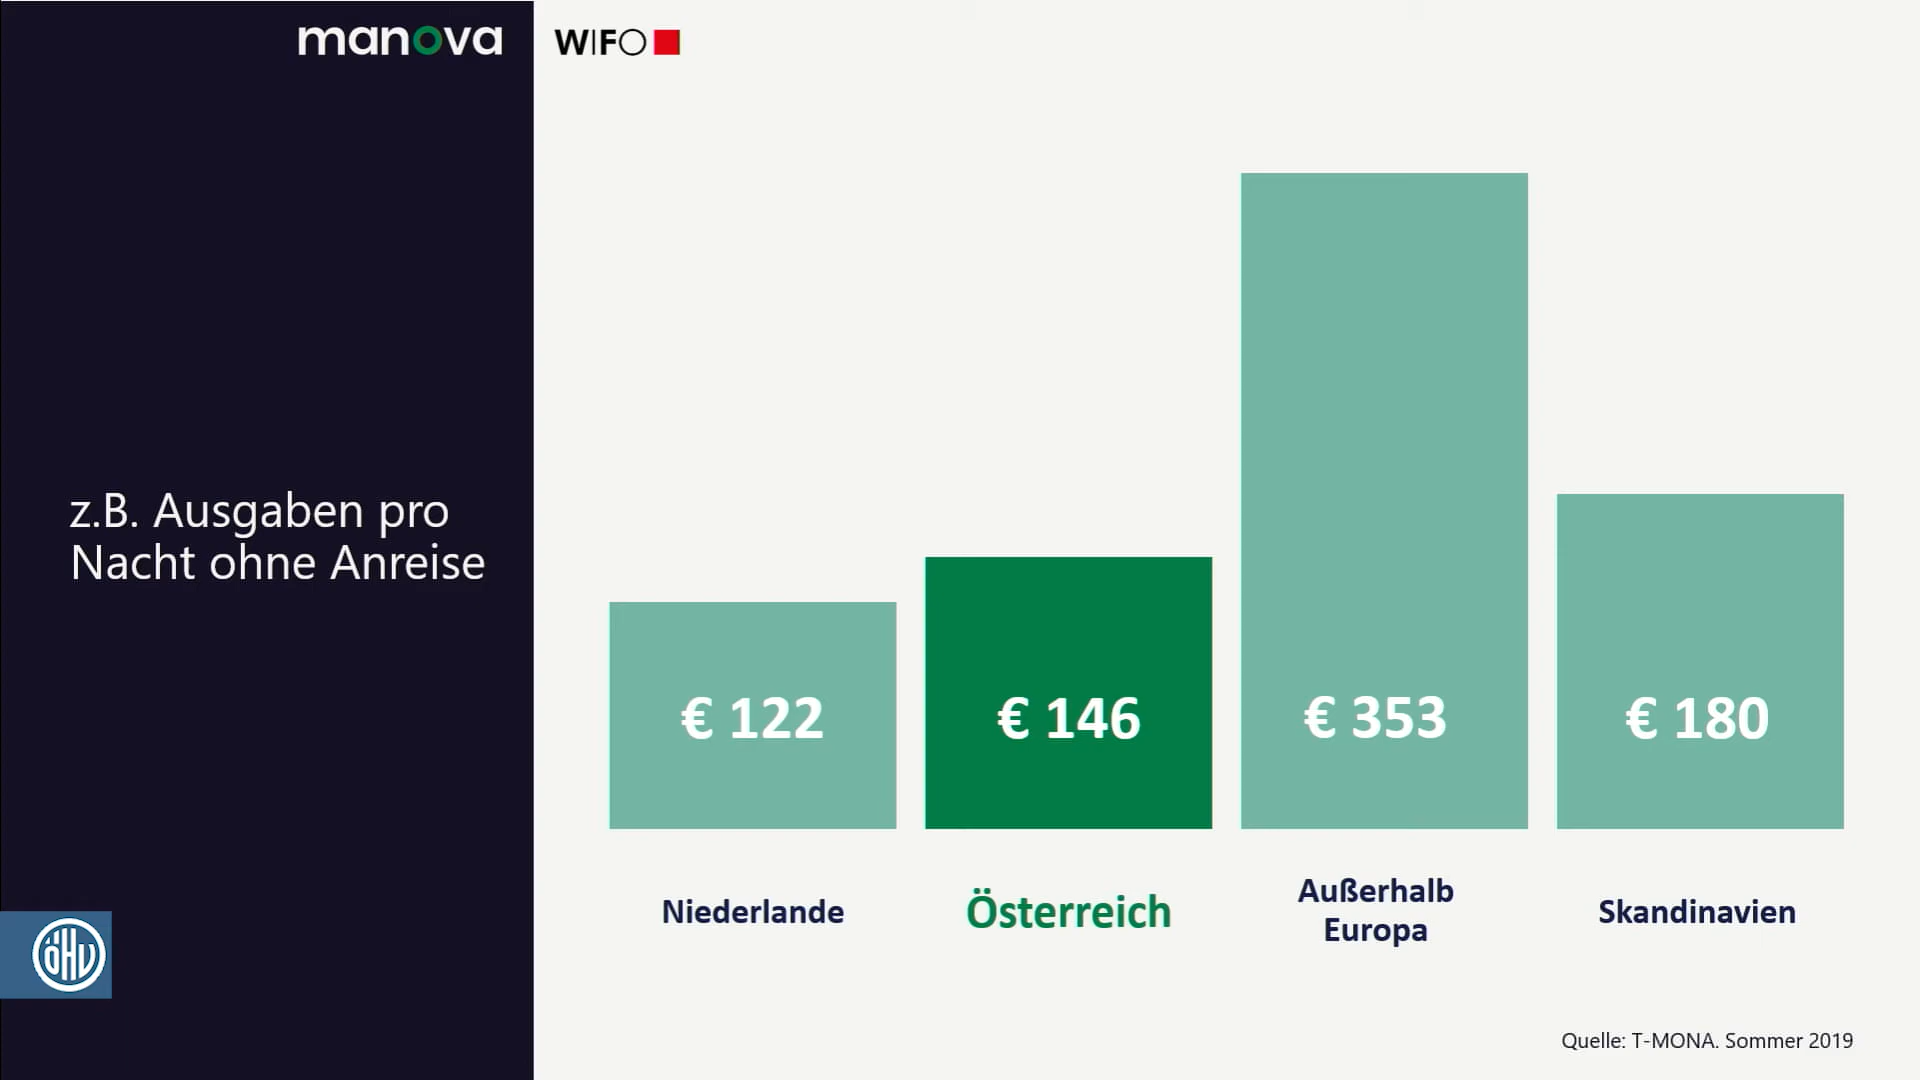 manova
WIFO
z.B. Ausgaben pro
Nacht ohne Anreise
€ 122
€ 146
€ 353
€ 180
Niederlande
Österreich
Außerhalb
Europa
Skandinavien
ÖHV
Quelle: T-MONA. Sommer 2019